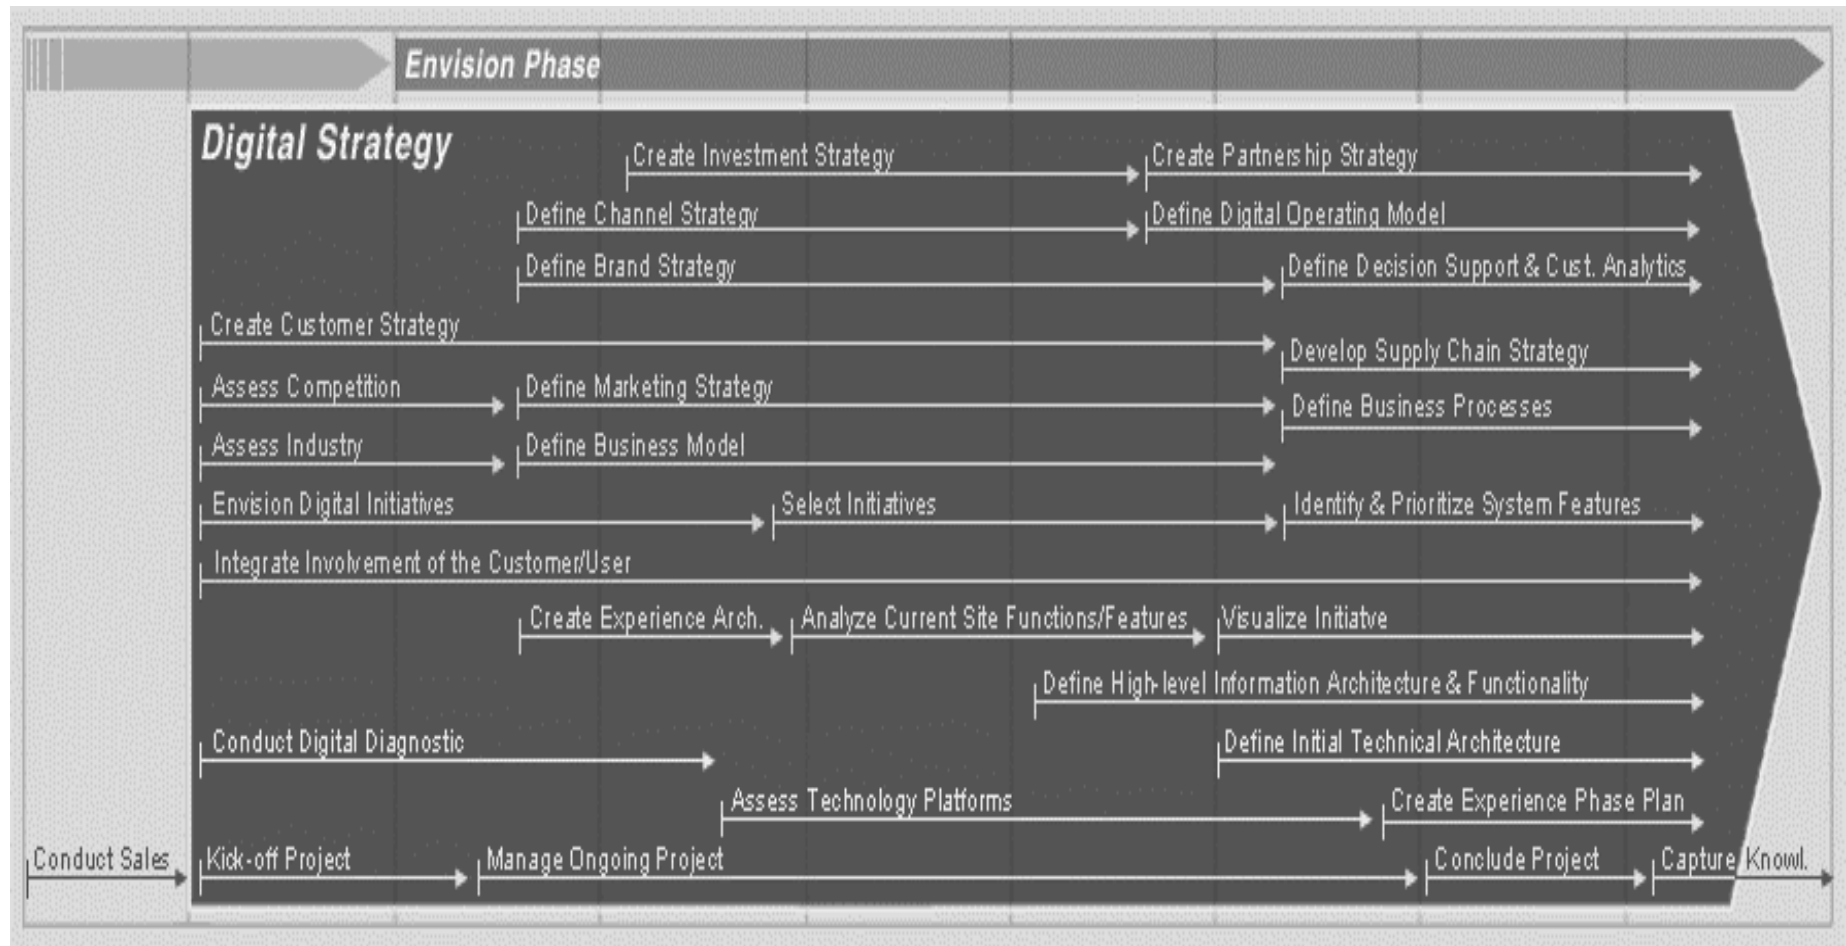 Envision Phase
Digital Strategy
Create Investment Strategy
Create Partnership Strategy
Define Channel Strategy
Define Digital Operating Model
Define Brand Strategy
Define Decision Support & Cust. Analytics
Create Customer Strategy
Develop Supply Chain Strategy
Assess Competition
Define Marketing Strategy
Define Business Processes
Assess Industry
Define Business Model
Envision Digital Initiatives
Select Initiatives
Identify & Prioritize System Features
Integrate Involvement of the Customer/User
Create Experience Arch.
Analyze Current Site Functions/Features
Visualize Initiatve
Define High-level Information Architecture & Functionality
Conduct Digital Diagnostic
Define Initial Technical Architecture
Assess Technology Platforms
Create Experience Phase Plan
Conduct Sales
Kick-off Project
Manage Ongoing Project
Conclude Project
Capture Knowl.